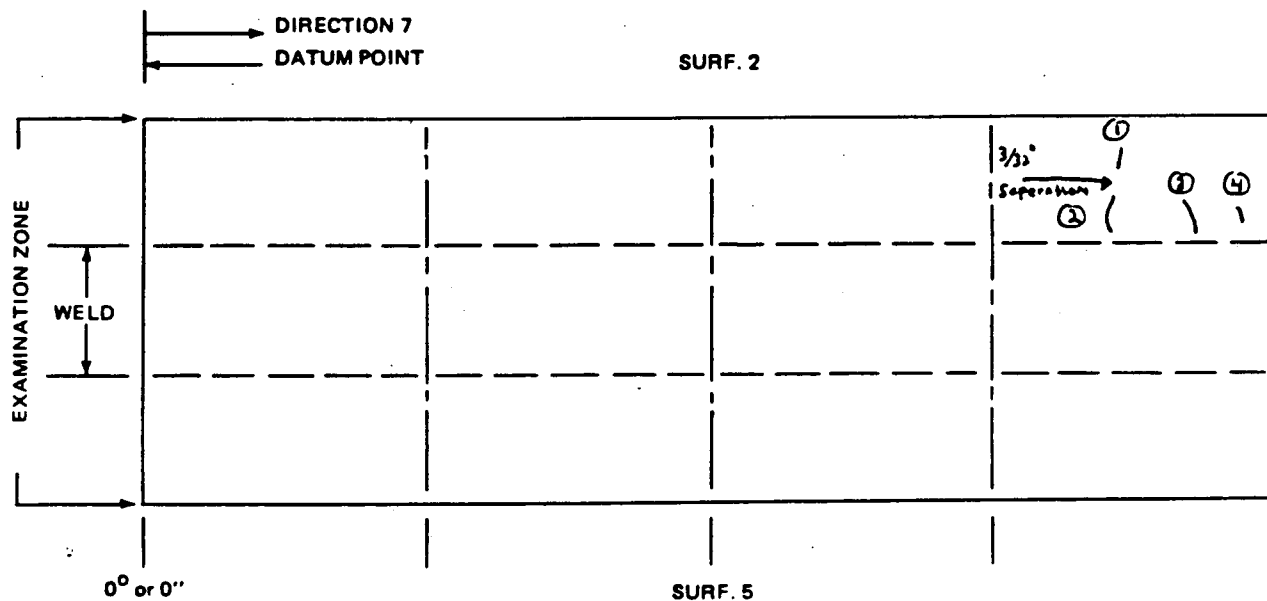 DIRECTION 7
DATUM POINT
SURF. 2
EXAMINATION ZONE
WELD
3/32"
Seperation
①
②
③
④
0° or 0"
SURF. 5